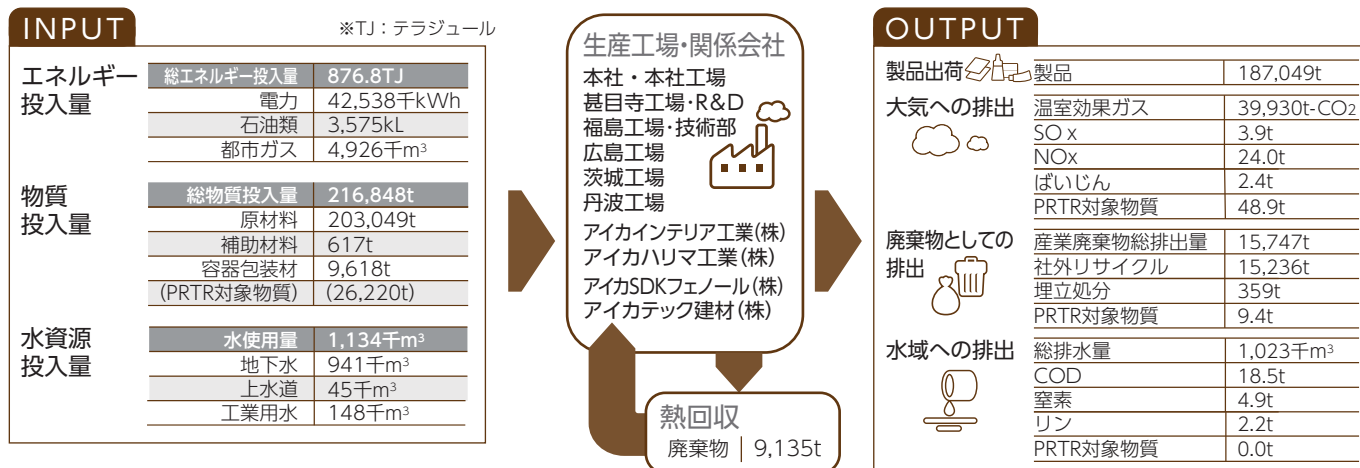 INPUT
※TJ：テラジュール
エネルギー
投入量
総エネルギー投入量 876.8TJ
電力 42,538千kWh
石油類 3,575kL
都市ガス 4,926千m³
物質
投入量
総物質投入量 216,848t
原材料 203,049t
補助材料 617t
容器包装材 9,618t
(PRTR対象物質) (26,220t)
水資源
投入量
水使用量 1,134千m³
地下水 941千m³
上水道 45千m³
工業用水 148千m³
生産工場・関係会社
本社・本社工場
甚目寺工場・R&D
福島工場・技術部
広島工場
茨城工場
丹波工場
アイカインテリア工業(株)
アイカハリマ工業(株)
アイカSDKフェノール(株)
アイカテック建材(株)
熱回収
廃棄物 9,135t
OUTPUT
製品出荷
製品 187,049t
大気への排出
温室効果ガス 39,930t-CO2
SOx 3.9t
NOx 24.0t
ばいじん 2.4t
PRTR対象物質 48.9t
廃棄物としての
排出
産業廃棄物総排出量 15,747t
社外リサイクル 15,236t
埋立処分 359t
PRTR対象物質 9.4t
水域への排出
総排水量 1,023千m³
COD 18.5t
窒素 4.9t
リン 2.2t
PRTR対象物質 0.0t